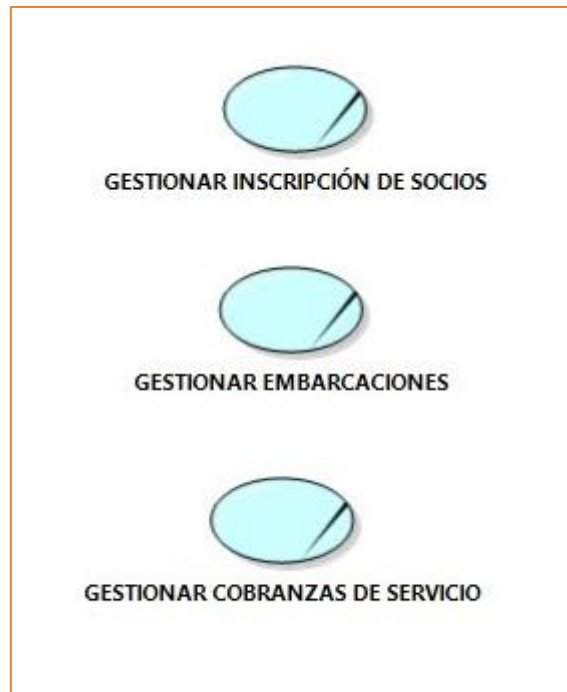 GESTIONAR INSCRIPCIÓN DE SOCIOS
GESTIONAR EMBARCACIONES
GESTIONAR COBRANZAS DE SERVICIO